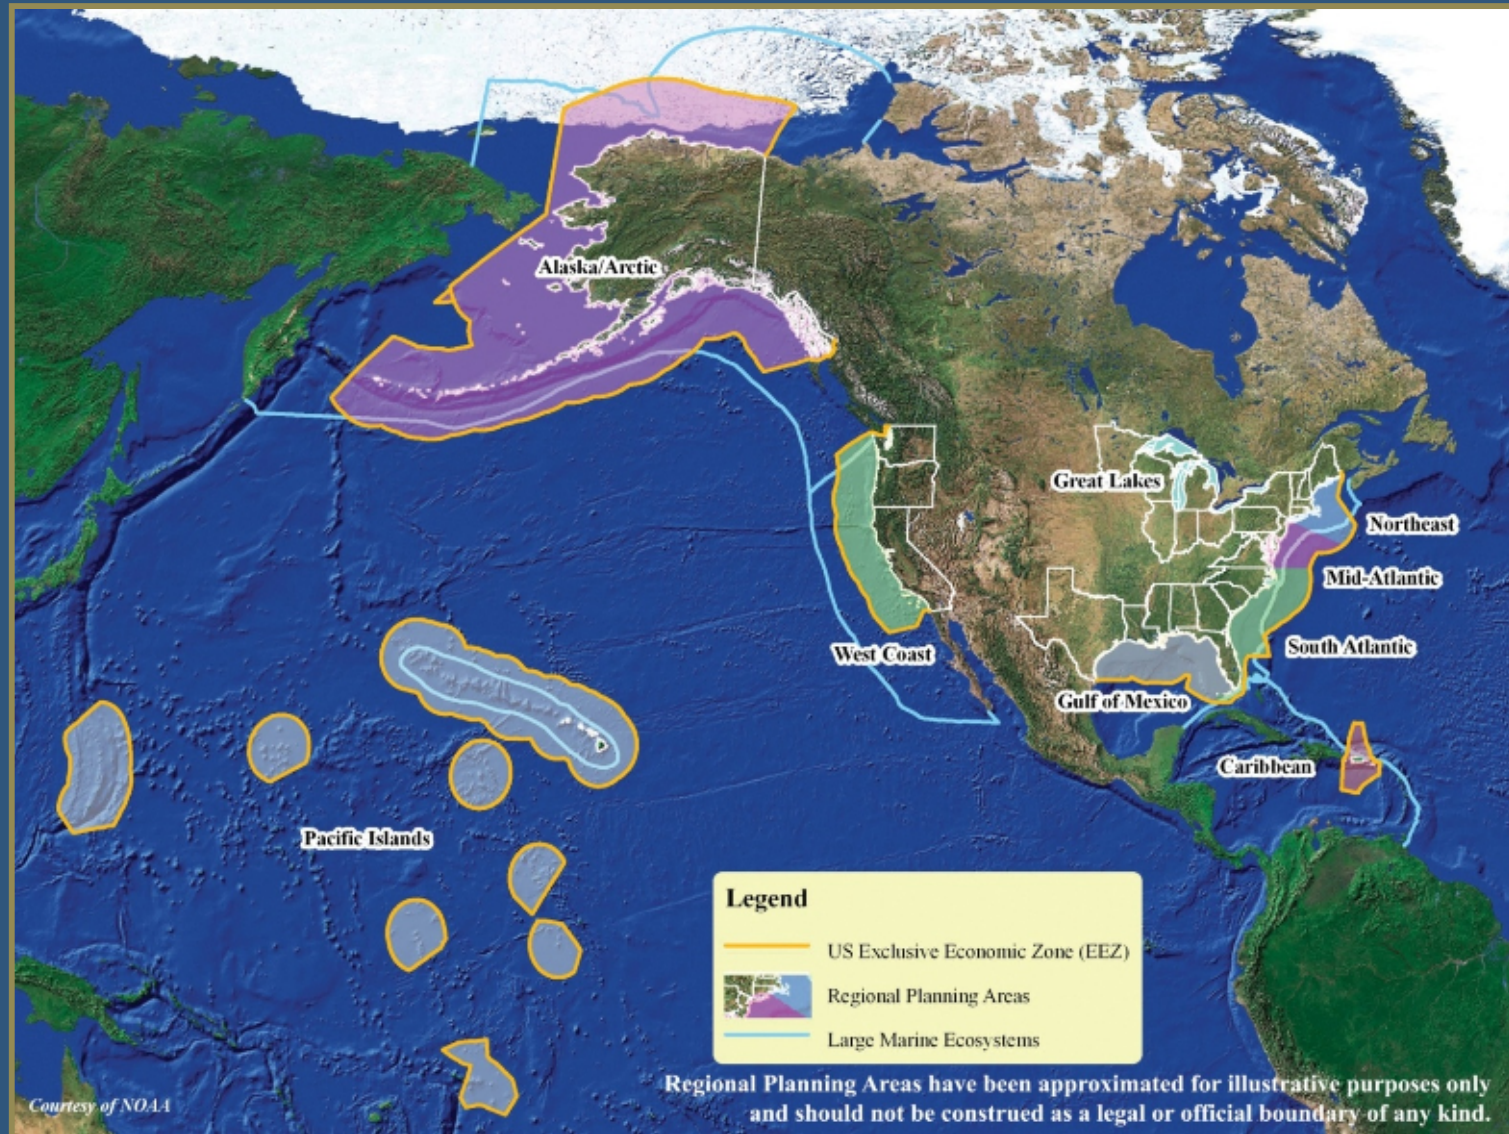 Alaska/Arctic
Great Lakes
Northeast
Mid-Atlantic
West Coast
South Atlantic
Gulf of Mexico
Caribbean
Pacific Islands
Legend
US Exclusive Economic Zone (EEZ)
Regional Planning Areas
Large Marine Ecosystems
Regional Planning Areas have been approximated for illustrative purposes only
and should not be construed as a legal or official boundary of any kind.
Courtesy of NOAA